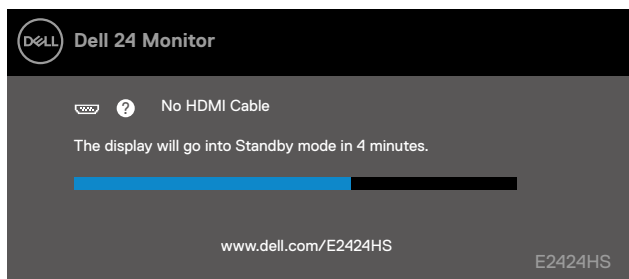 DELL Dell 24 Monitor
? No HDMI Cable
The display will go into Standby mode in 4 minutes.
www.dell.com/E2424HS
E2424HS